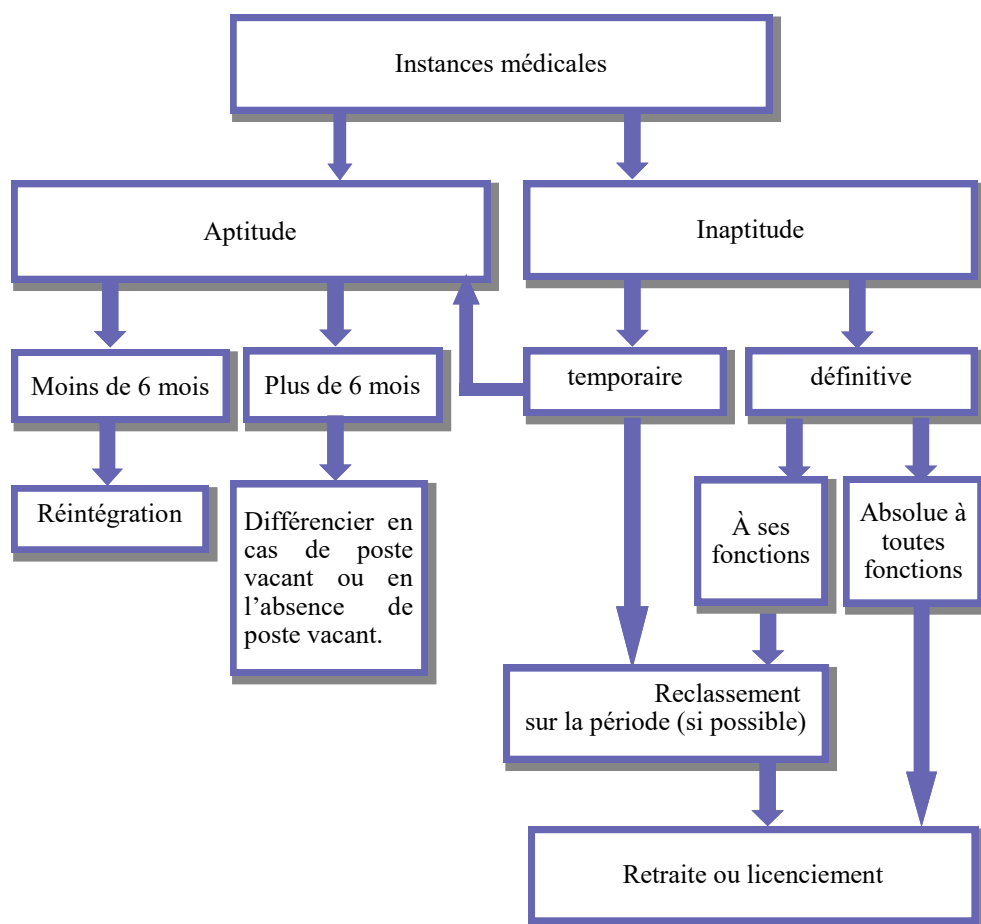 Instances médicales
Aptitude
Inaptitude
Moins de 6 mois
Plus de 6 mois
temporaire
définitive
Réintégration
Différencier en
cas de poste
vacant ou en
l’absence de
poste vacant.
À ses
fonctions
Absolue à
toutes
fonctions
Reclassement
sur la période (si possible)
Retraite ou licenciement